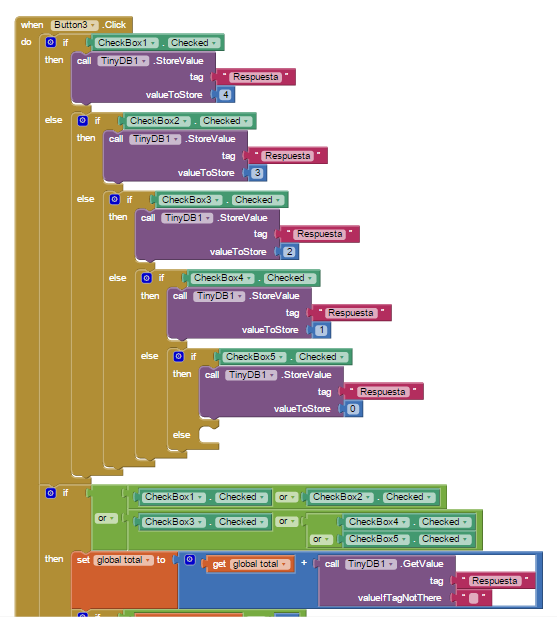 when Button3 .Click
do if CheckBox1 . Checked
then call TinyDB1 .StoreValue
tag " Respuesta "
valueToStore 4
else if CheckBox2 . Checked
then call TinyDB1 .StoreValue
tag " Respuesta "
valueToStore 3
else if CheckBox3 . Checked
then call TinyDB1 .StoreValue
tag " Respuesta "
valueToStore 2
else if CheckBox4 . Checked
then call TinyDB1 .StoreValue
tag " Respuesta "
valueToStore 1
else if CheckBox5 . Checked
then call TinyDB1 .StoreValue
tag " Respuesta "
valueToStore 0
else
if CheckBox1 . Checked or CheckBox2 . Checked
or CheckBox3 . Checked or CheckBox4 . Checked
or CheckBox5 . Checked
then set global total to get global total + call TinyDB1 .GetValue
tag " Respuesta "
valueIfTagNotThere " "
if